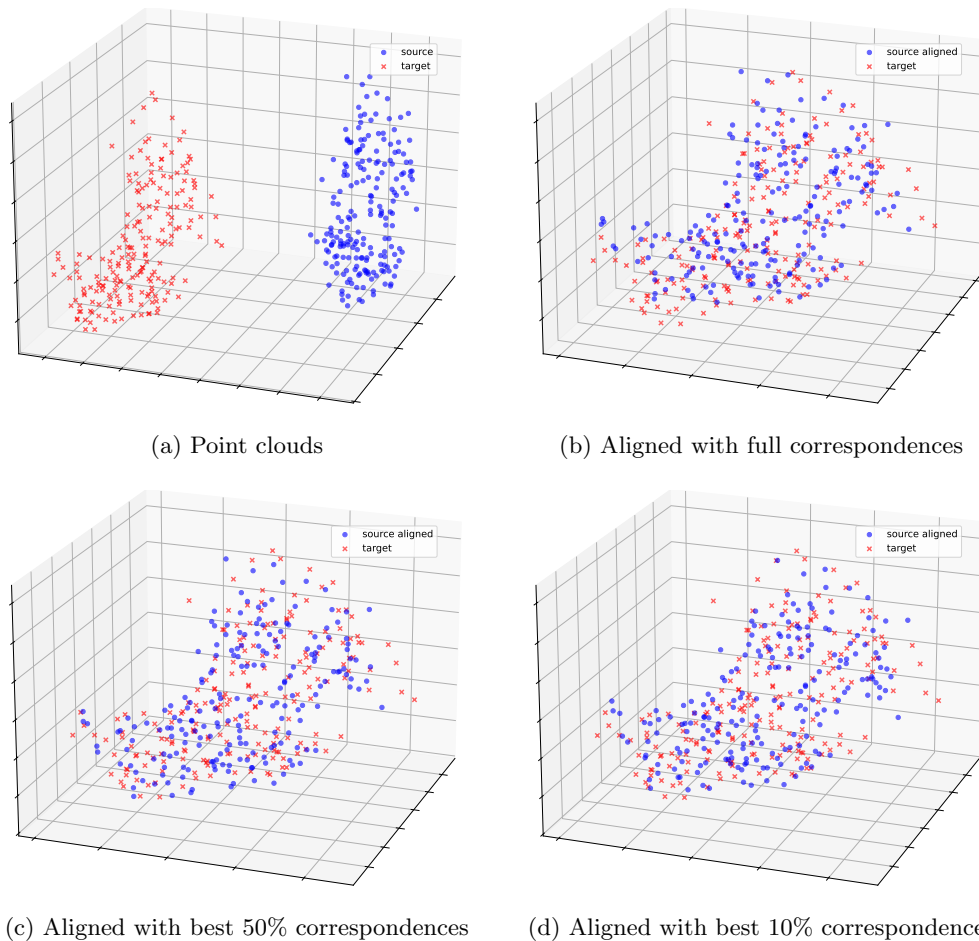 source
target
source aligned
target
(a) Point clouds
(b) Aligned with full correspondences
source aligned
target
source aligned
target
(c) Aligned with best 50% correspondences
(d) Aligned with best 10% correspondence